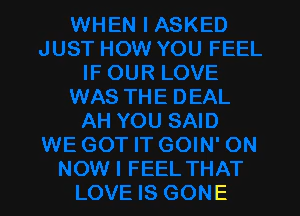 WHEN I ASKED
JUST HOW YOU FEEL
IF OUR LOVE
WAS THE DEAL
AH YOU SAID
WE GOT IT GOIN' ON
NOW I FEEL THAT
LOVE IS GONE